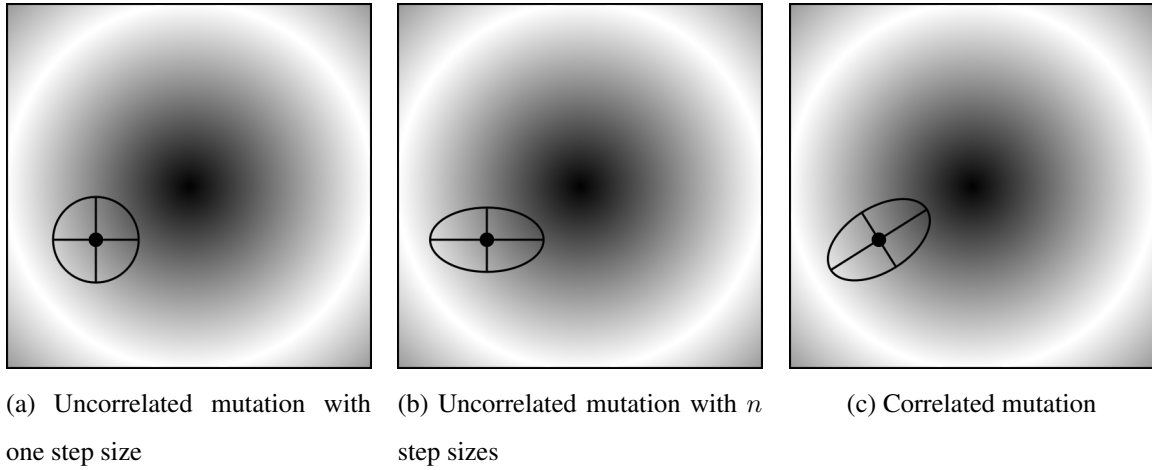 (a) Uncorrelated mutation with
one step size
(b) Uncorrelated mutation with n
step sizes
(c) Correlated mutation